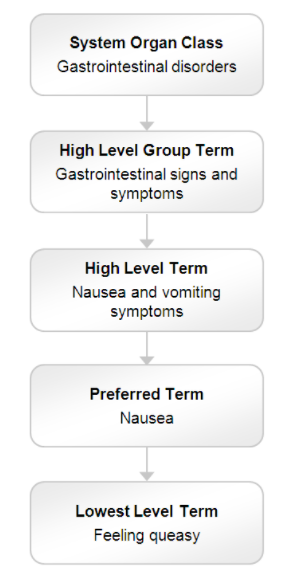 System Organ Class
Gastrointestinal disorders
High Level Group Term
Gastrointestinal signs and
symptoms
High Level Term
Nausea and vomiting
symptoms
Preferred Term
Nausea
Lowest Level Term
Feeling queasy